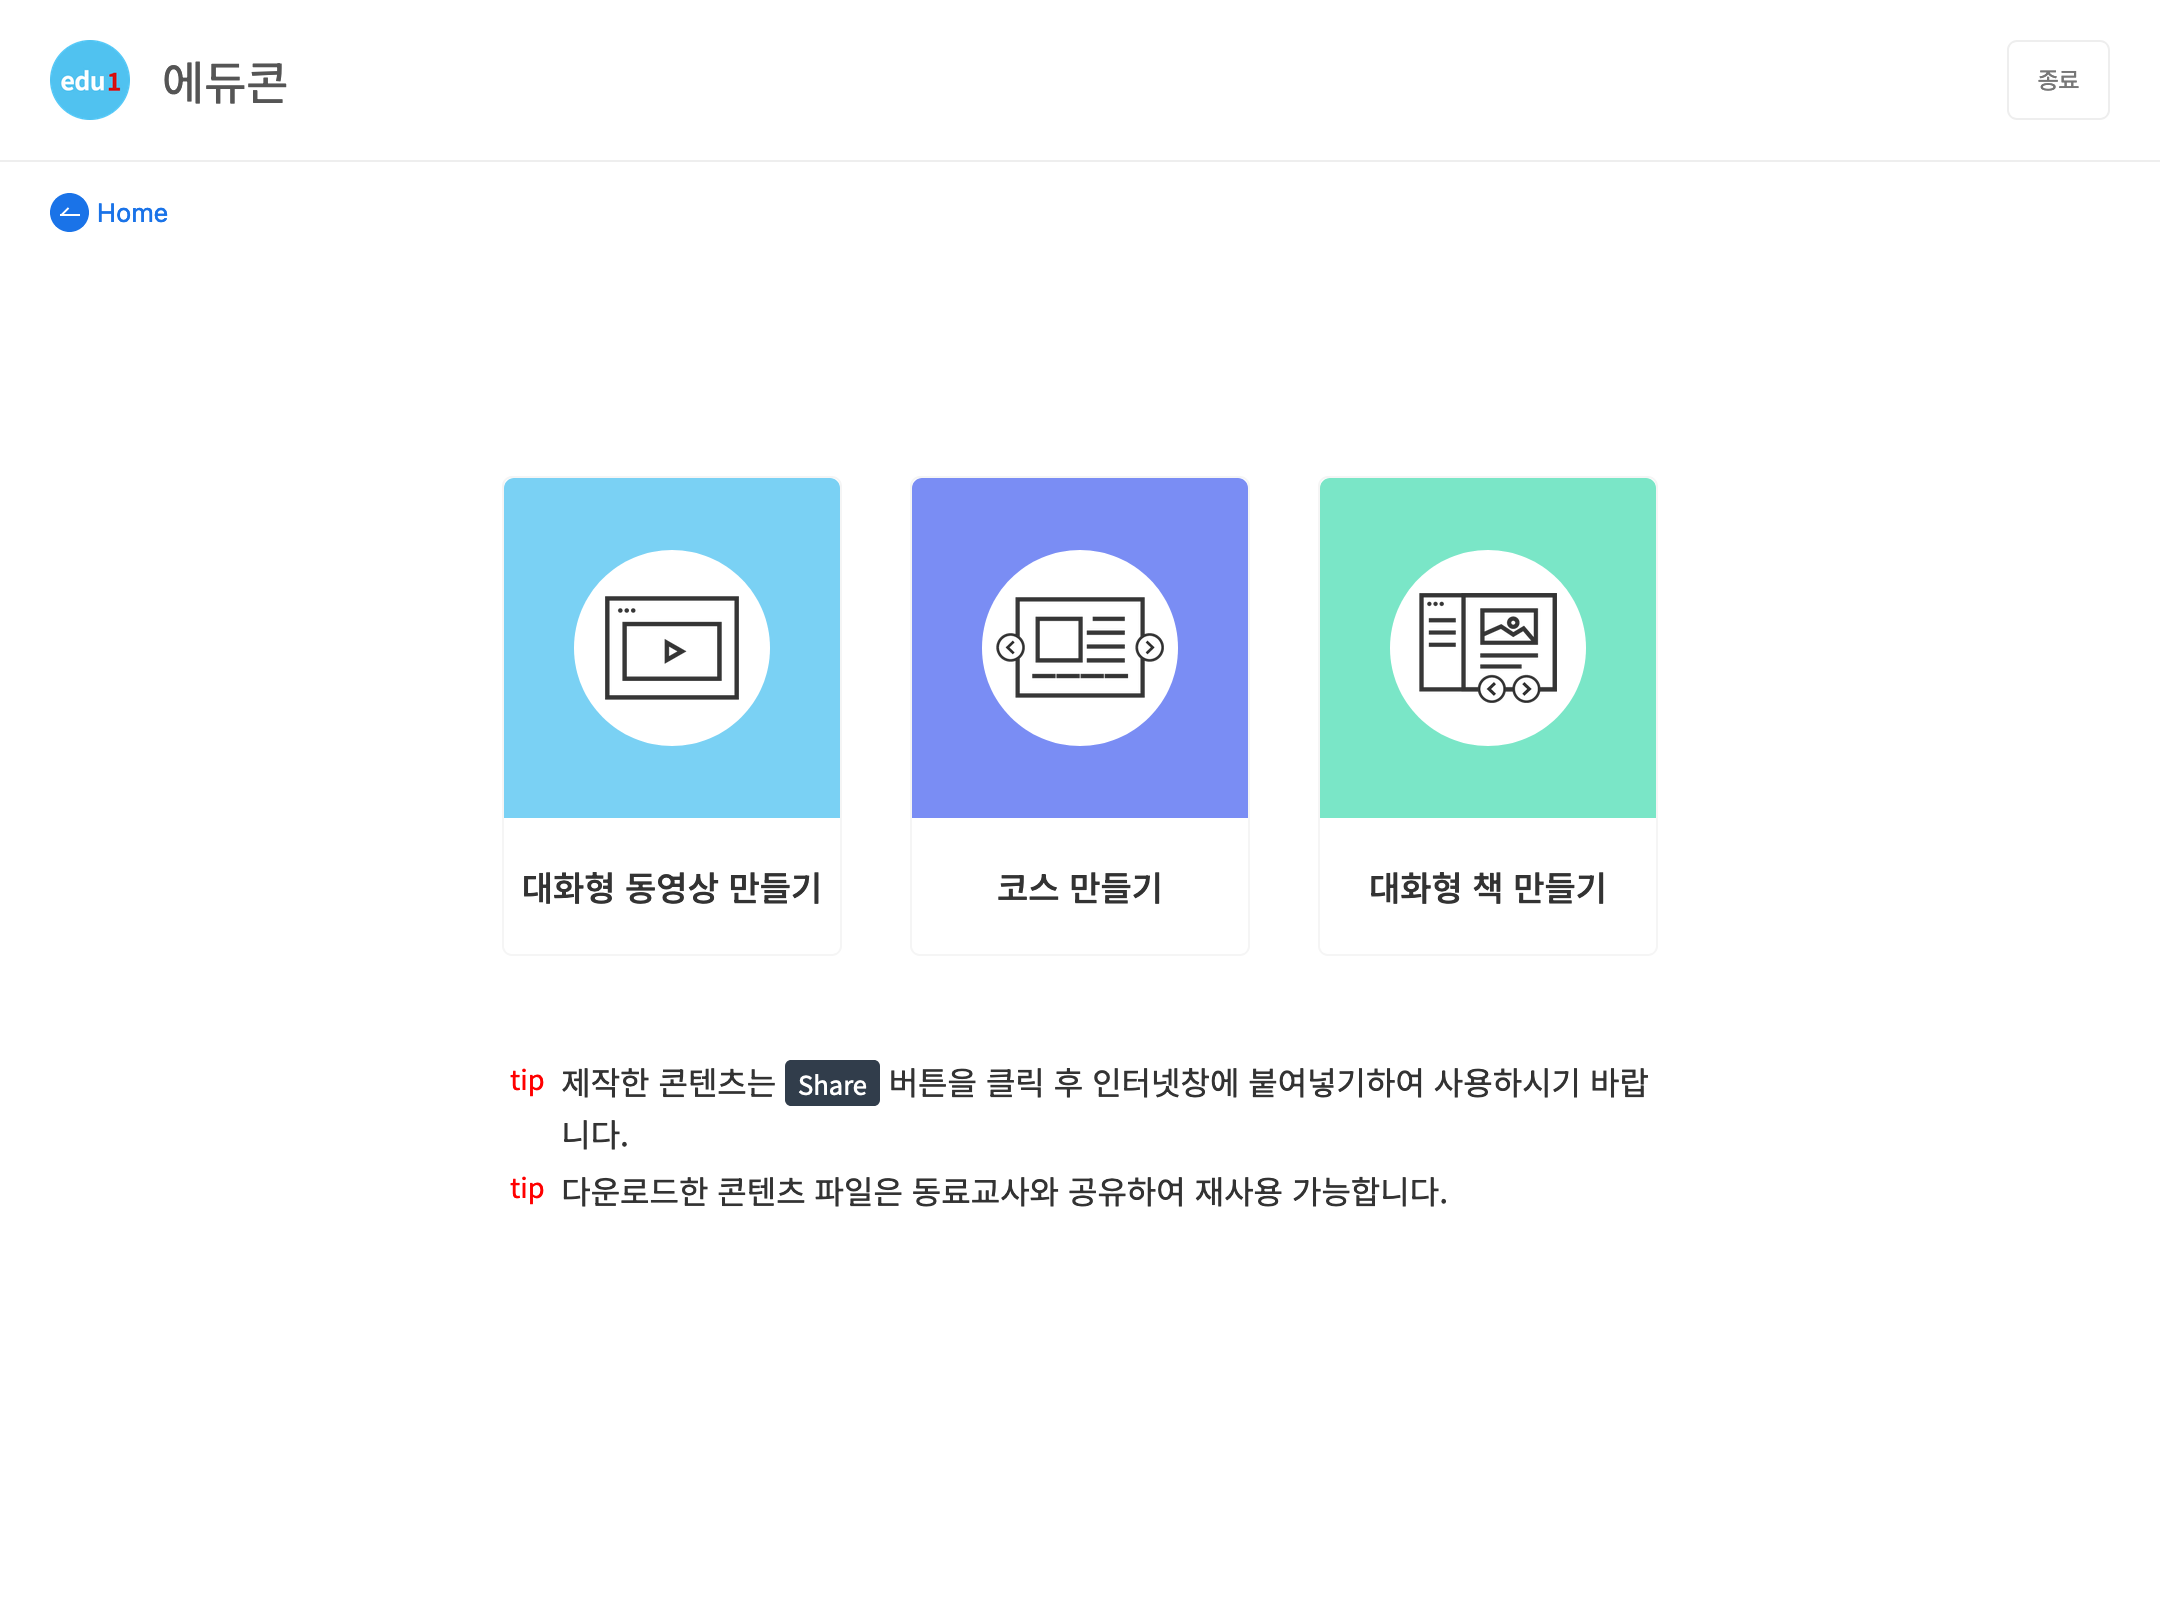 edu1 에듀콘
종료
Home
대화형 동영상 만들기
코스 만들기
대화형 책 만들기
tip 제작한 콘텐츠는 Share 버튼을 클릭 후 인터넷창에 붙여넣기하여 사용하시기 바랍
니다.
tip 다운로드한 콘텐츠 파일은 동료교사와 공유하여 재사용 가능합니다.